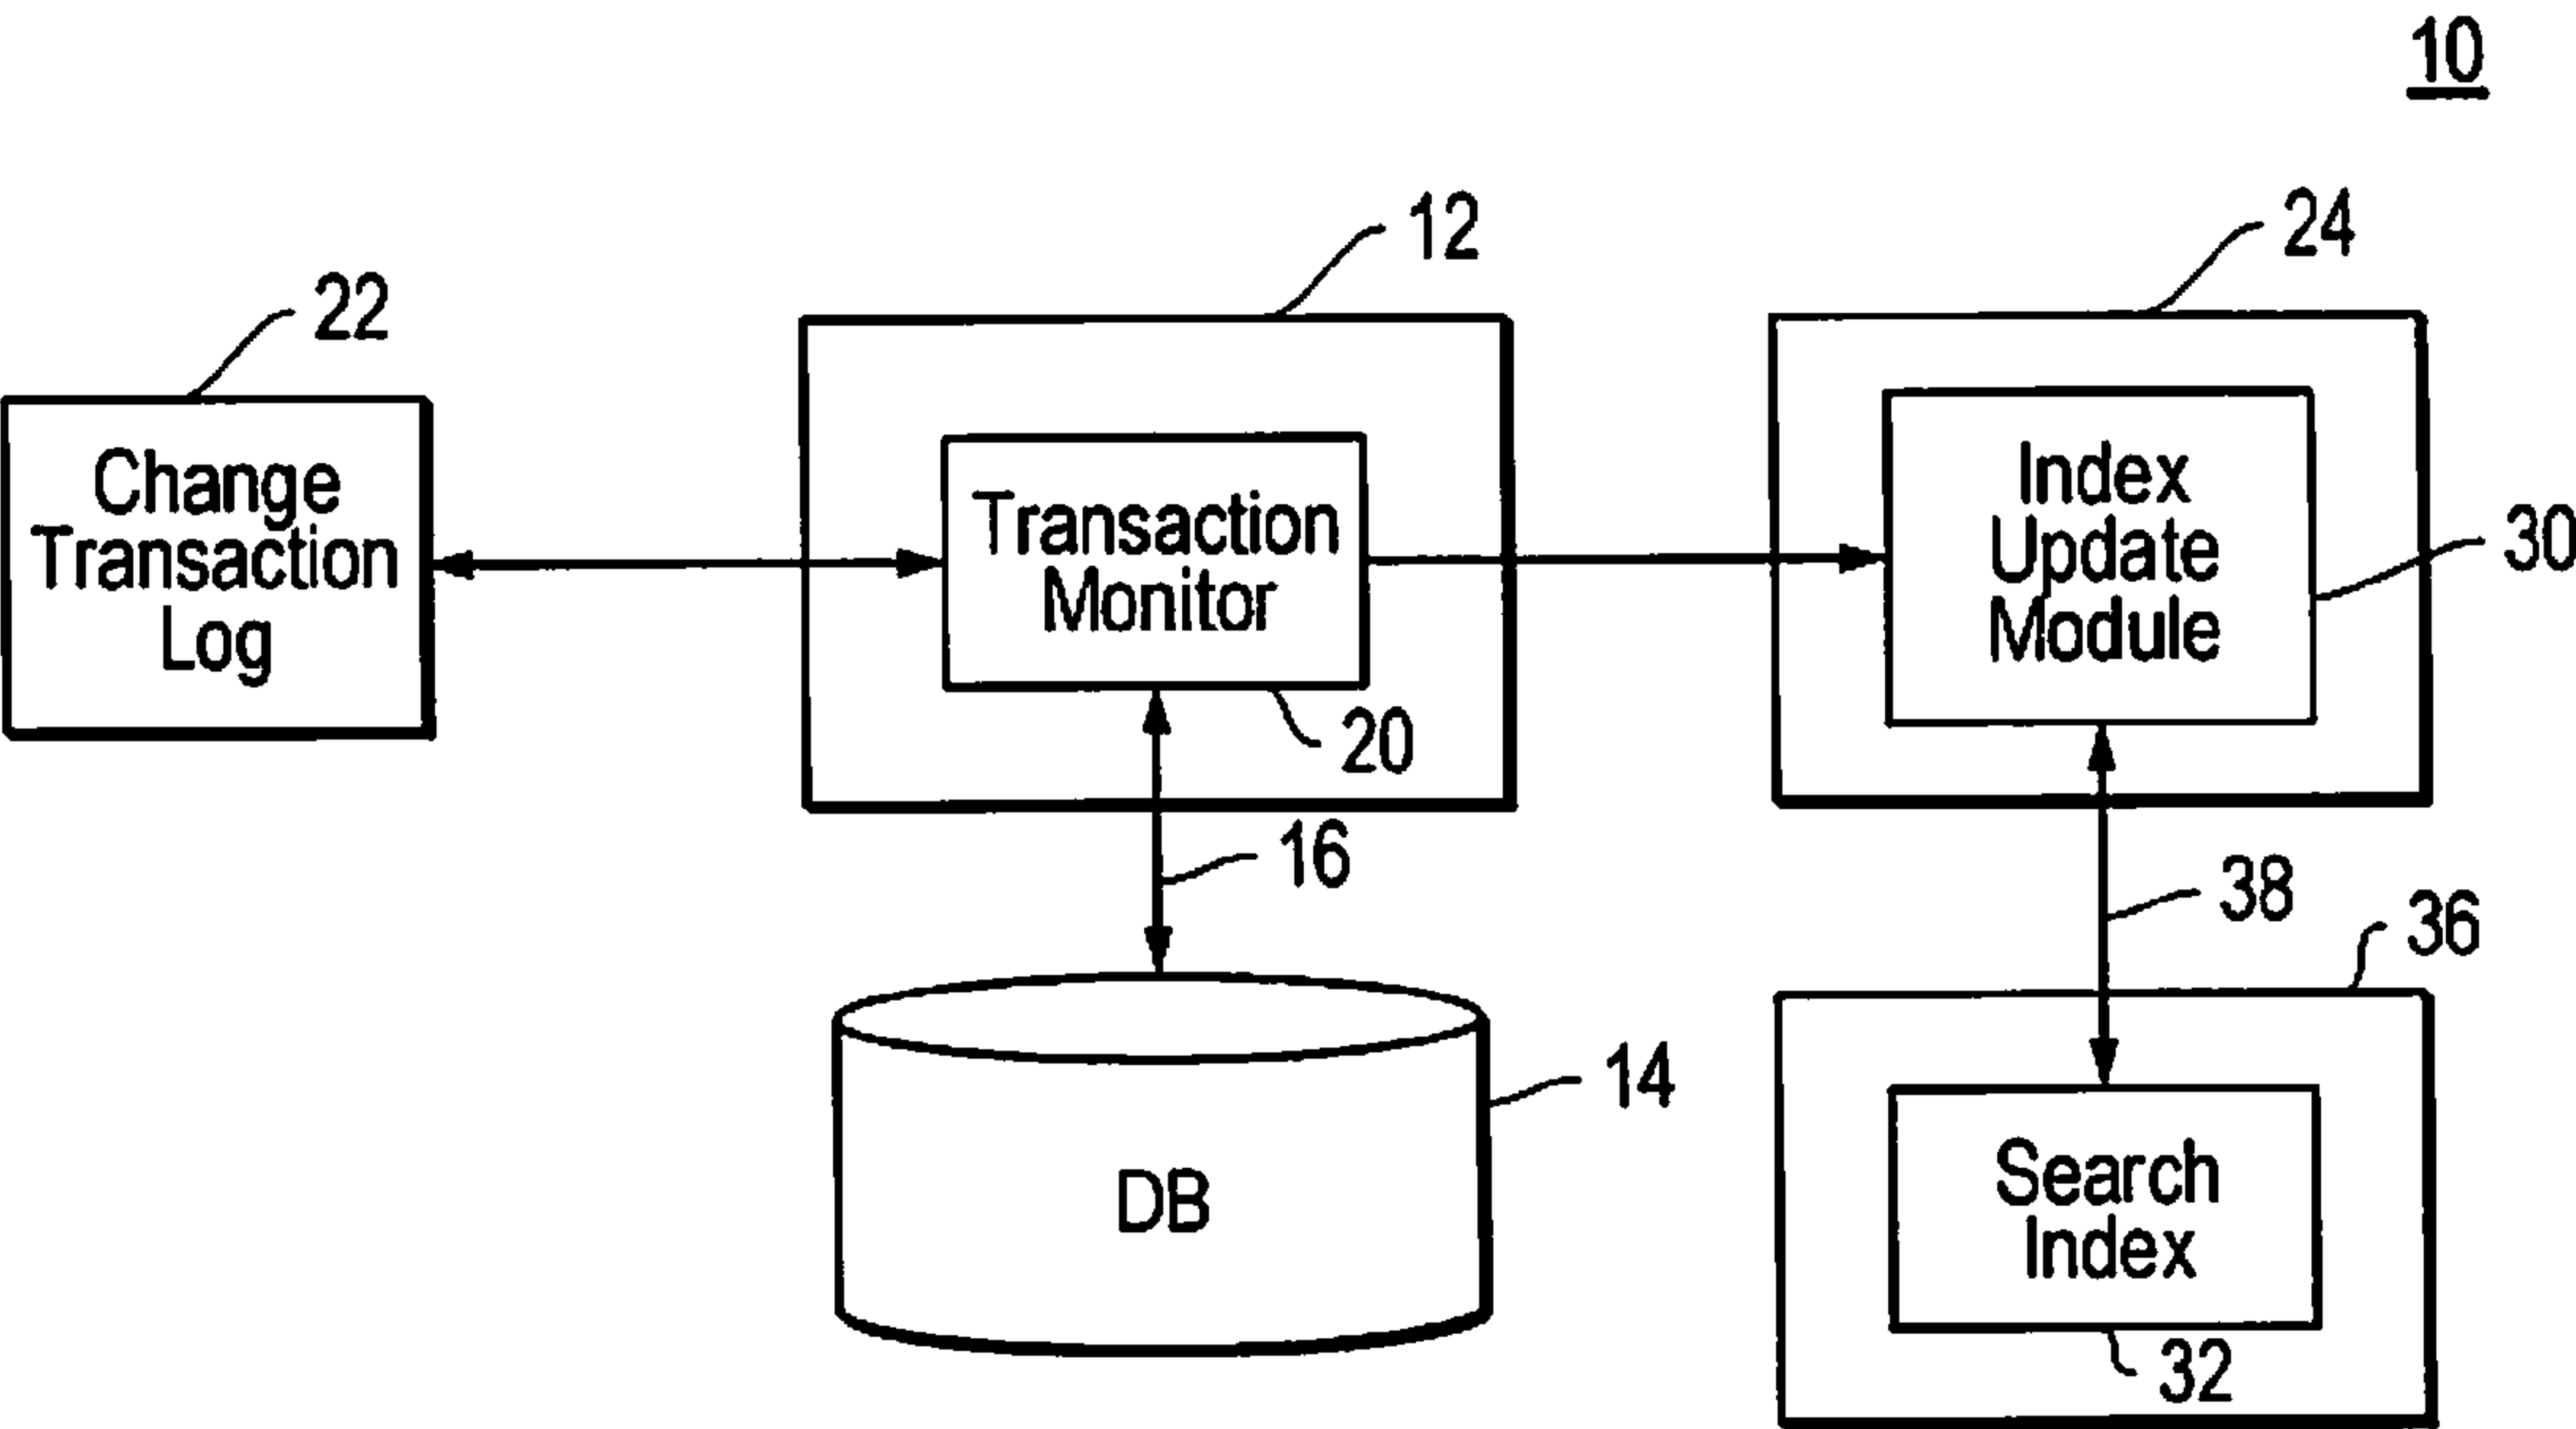 10
12
24
22
Change
Transaction
Log
Transaction
Monitor
20
Index
Update
Module
30
16
38
36
DB
14
Search
Index
32